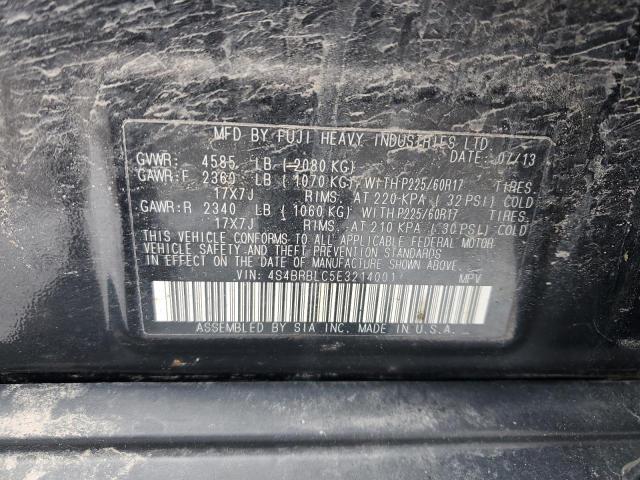 MFD BY FUJI HEAVY INDUSTRIES LTD.
GVWR: 4585 LB (2080 KG) DATE: 07/13
GAWR:F 2360 LB (1070 KG), WITH P225/60R17 TIRES,
17X7J RIMS, AT 220 KPA (32 PSI) COLD
GAWR:R 2340 LB (1060 KG) WITH P225/60R17 TIRES,
17X7J RIMS, AT 210 KPA (30 PSI) COLD
THIS VEHICLE CONFORMS TO ALL APPLICABLE FEDERAL MOTOR
VEHICLE SAFETY AND THEFT PREVENTION STANDARDS
IN EFFECT ON THE DATE OF MANUFACTURE SHOWN ABOVE.
VIN: 4S4BRBLC5E3214001 MPV
ASSEMBLED BY SIA INC. MADE IN U.S.A.